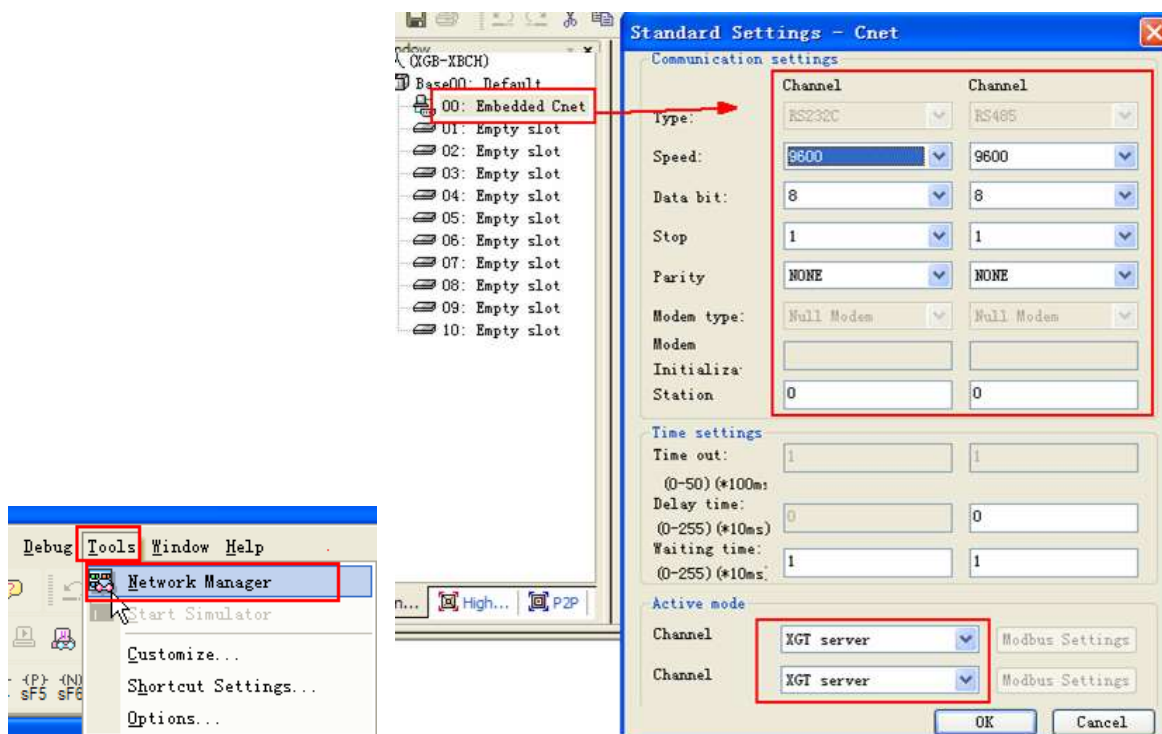 Standard Settings - Cnet
(XGB-XBCH)
Base00: Default
00: Embedded Cnet
01: Empty slot
02: Empty slot
03: Empty slot
04: Empty slot
05: Empty slot
06: Empty slot
07: Empty slot
08: Empty slot
09: Empty slot
10: Empty slot
High... P2P
Communication settings
Channel Channel
Type: RS232C RS485
Speed: 9600 9600
Data bit: 8 8
Stop 1 1
Parity NONE NONE
Modem type: Null Modem Null Modem
Modem
Initializa
Station 0 0
Time settings
Time out: 1 1
(0-50) (*100ms
Delay time: 0 0
(0-255) (*10ms)
Waiting time: 1 1
(0-255) (*10ms
Active mode
Channel XGT server Modbus Settings
Channel XGT server Modbus Settings
OK Cancel
Debug Tools Window Help
Network Manager
Start Simulator
Customize...
Shortcut Settings...
Options...
(P) (N)
sF5 sF6